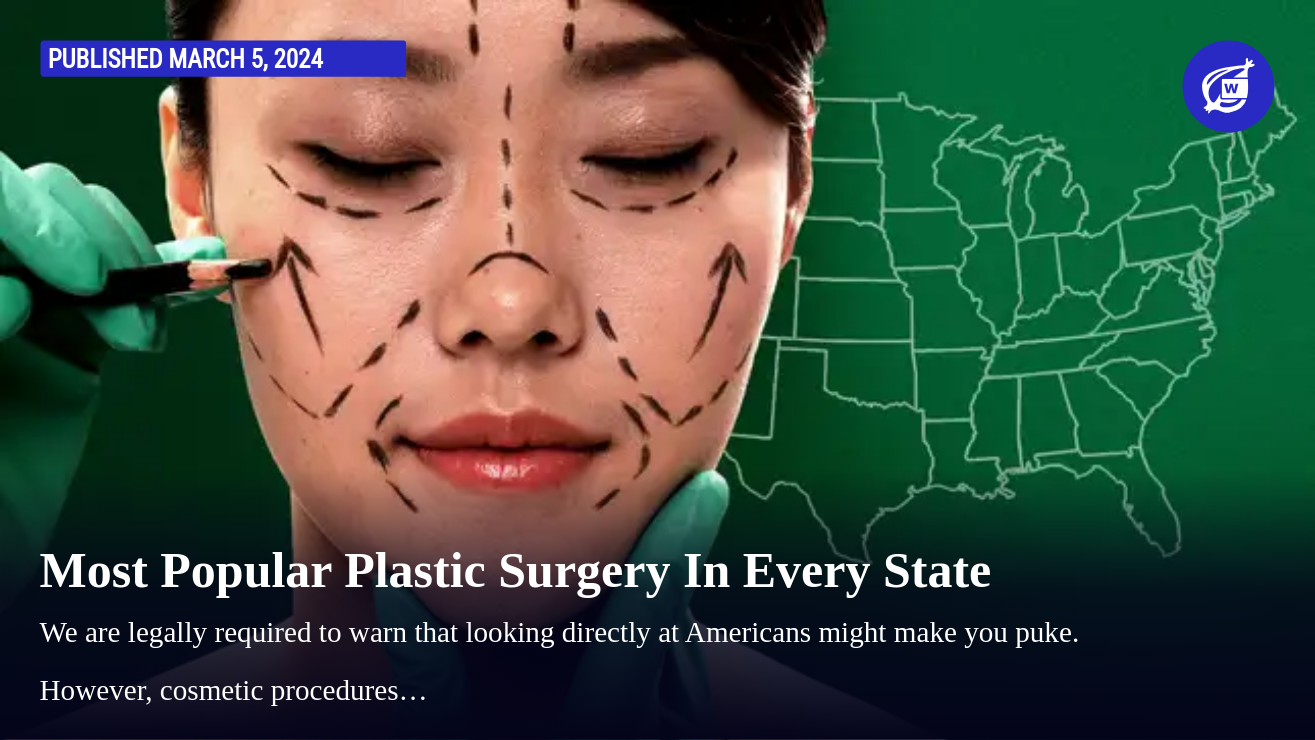 PUBLISHED MARCH 5, 2024
W
Most Popular Plastic Surgery In Every State
We are legally required to warn that looking directly at Americans might make you puke.
However, cosmetic procedures…